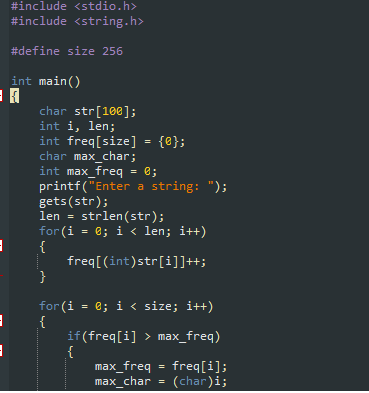 #include <stdio.h>
#include <string.h>
#define size 256
int main()
{
char str[100];
int i, len;
int freq[size] = {0};
char max_char;
int max_freq = 0;
printf("Enter a string: ");
gets(str);
len = strlen(str);
for(i = 0; i < len; i++)
{
freq[(int)str[i]]++;
}
for(i = 0; i < size; i++)
{
if(freq[i] > max_freq)
{
max_freq = freq[i];
max_char = (char)i;